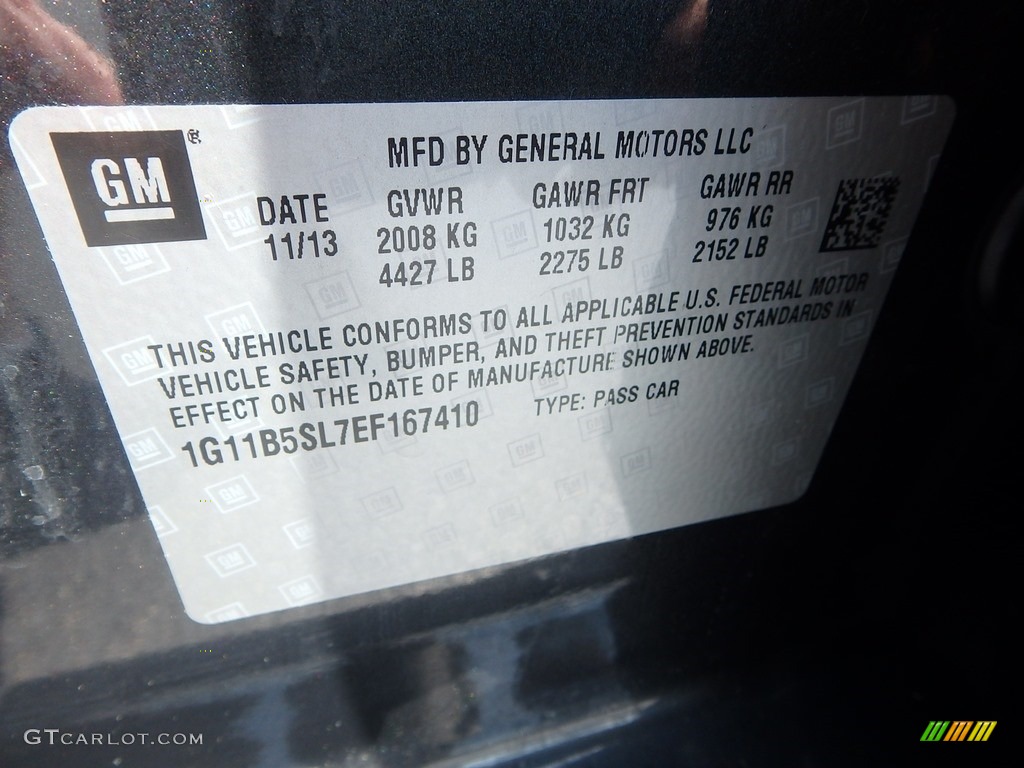 GM ®
MFD BY GENERAL MOTORS LLC
DATE GVWR GAWR FRT GAWR RR
11/13 2008 KG 1032 KG 976 KG
4427 LB 2275 LB 2152 LB
THIS VEHICLE CONFORMS TO ALL APPLICABLE U.S. FEDERAL MOTOR
VEHICLE SAFETY, BUMPER, AND THEFT PREVENTION STANDARDS IN
EFFECT ON THE DATE OF MANUFACTURE SHOWN ABOVE.
1G11B5SL7EF167410 TYPE: PASS CAR
GTCARLOT.COM